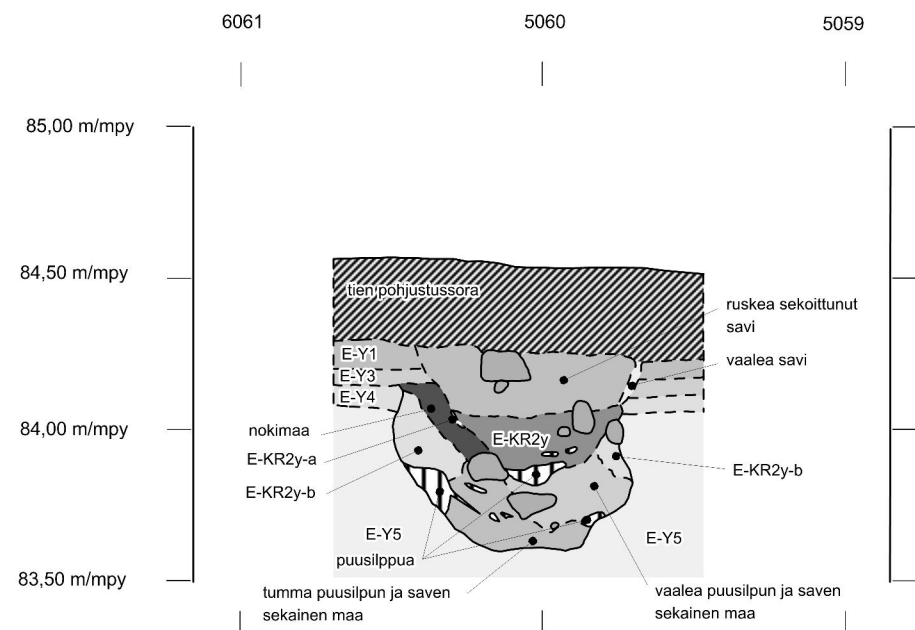 6061
5060
5059
85,00 m/mpy
84,50 m/mpy
tien pohjustussora
ruskea sekoittunut
savi
E-Y1
vaalea savi
E-Y3
E-Y4
84,00 m/mpy
nokimaa
E-KR2y
E-KR2y-a
E-KR2y-b
E-KR2y-b
E-Y5
E-Y5
puusilppua
83,50 m/mpy
tumma puusilpun ja saven
sekainen maa
vaalea puusilpun ja saven
sekainen maa